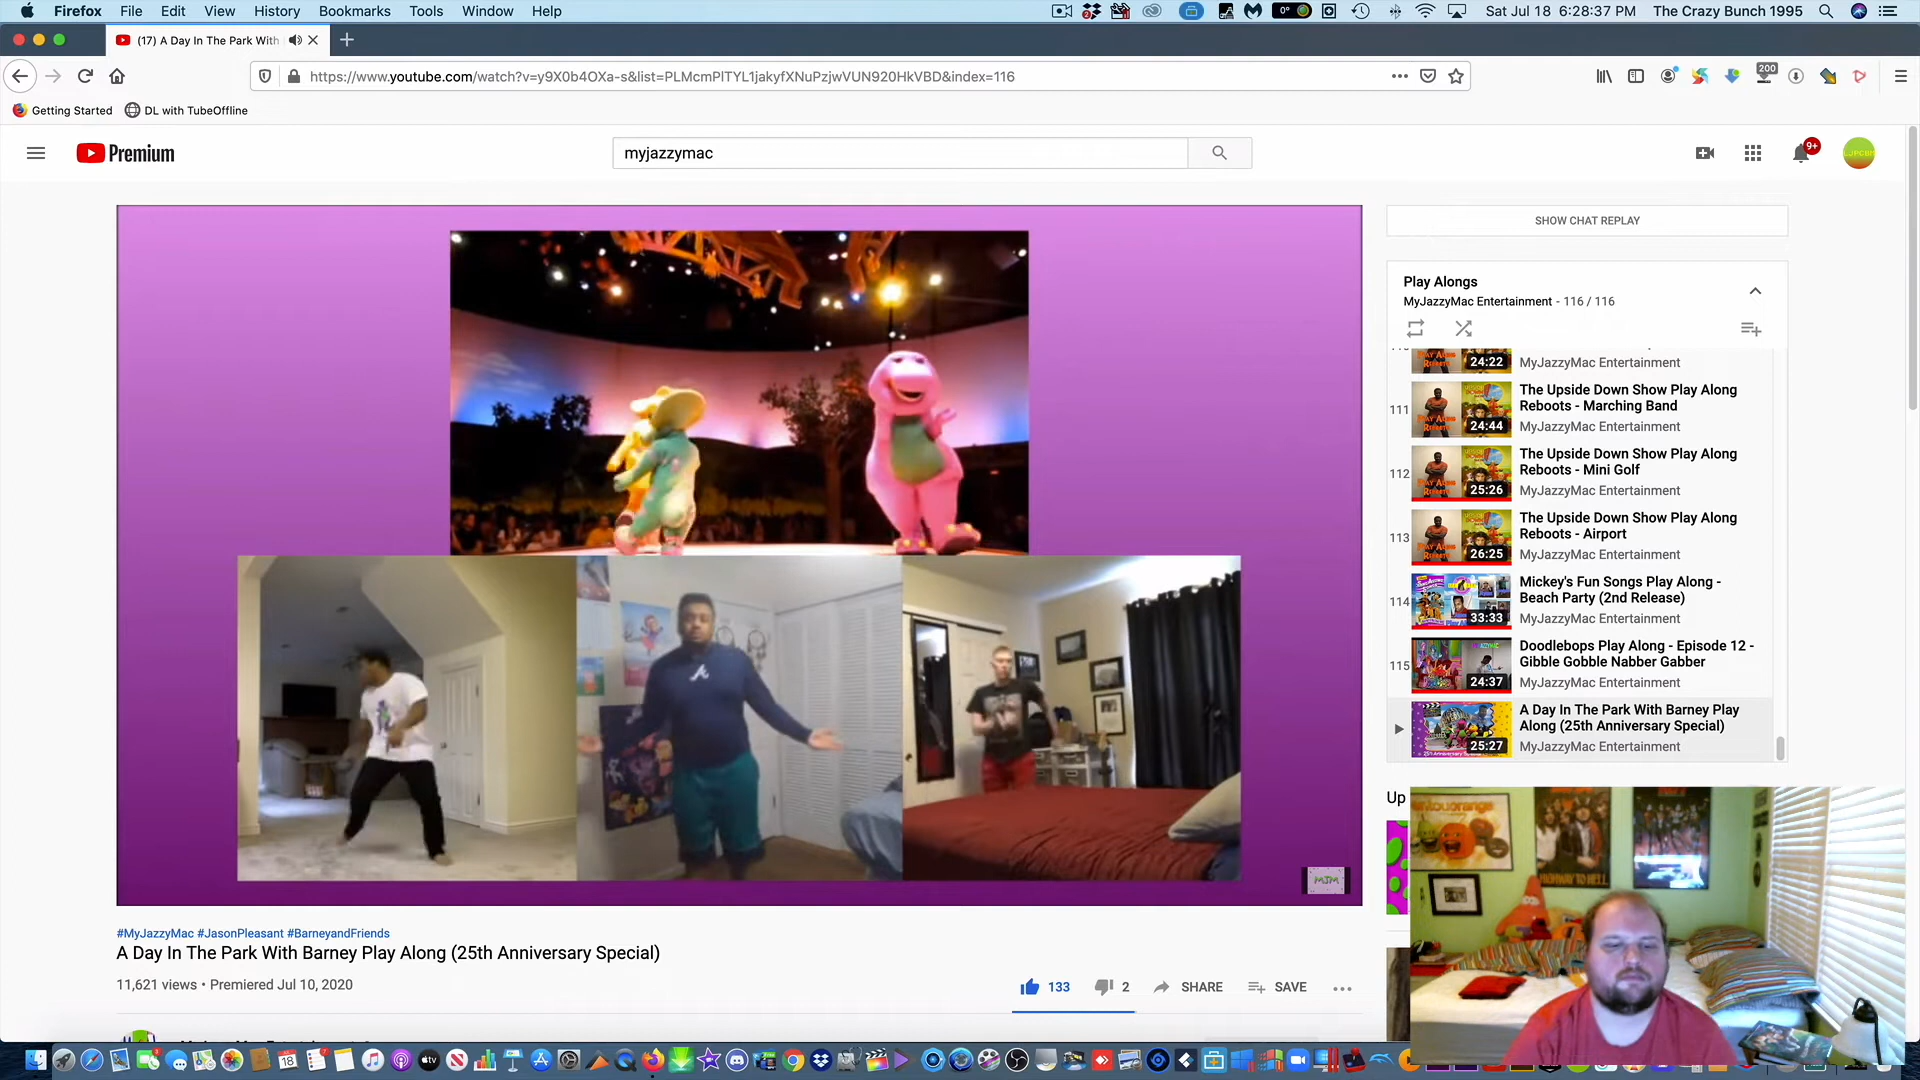 Firefox File Edit View History Bookmarks Tools Window Help
0° Sat Jul 18 6:28:37 PM The Crazy Bunch 1995
(17) A Day In The Park With
https://www.youtube.com/watch?v=y9X0b4OXa-s&list=PLMcmPlTYL1jakyfXNuPzjwVUN920HkVBD&index=116
200
Getting Started DL with TubeOffline
Premium
myjazzymac
9+
SHOW CHAT REPLAY
Play Alongs
MyJazzyMac Entertainment - 116 / 116
24:22
MyJazzyMac Entertainment
111
The Upside Down Show Play Along
Reboots - Marching Band
24:44
MyJazzyMac Entertainment
112
The Upside Down Show Play Along
Reboots - Mini Golf
25:26
MyJazzyMac Entertainment
113
The Upside Down Show Play Along
Reboots - Airport
26:25
MyJazzyMac Entertainment
114
Mickey's Fun Songs Play Along -
Beach Party (2nd Release)
33:33
MyJazzyMac Entertainment
115
Doodlebops Play Along - Episode 12 -
Gibble Gobble Nabber Gabber
24:37
MyJazzyMac Entertainment
A Day In The Park With Barney Play
Along (25th Anniversary Special)
25:27
MyJazzyMac Entertainment
Up
MJM
HIGHWAY TO HELL
#MyJazzyMac #JasonPleasant #BarneyandFriends
A Day In The Park With Barney Play Along (25th Anniversary Special)
11,621 views • Premiered Jul 10, 2020
133 2 SHARE SAVE